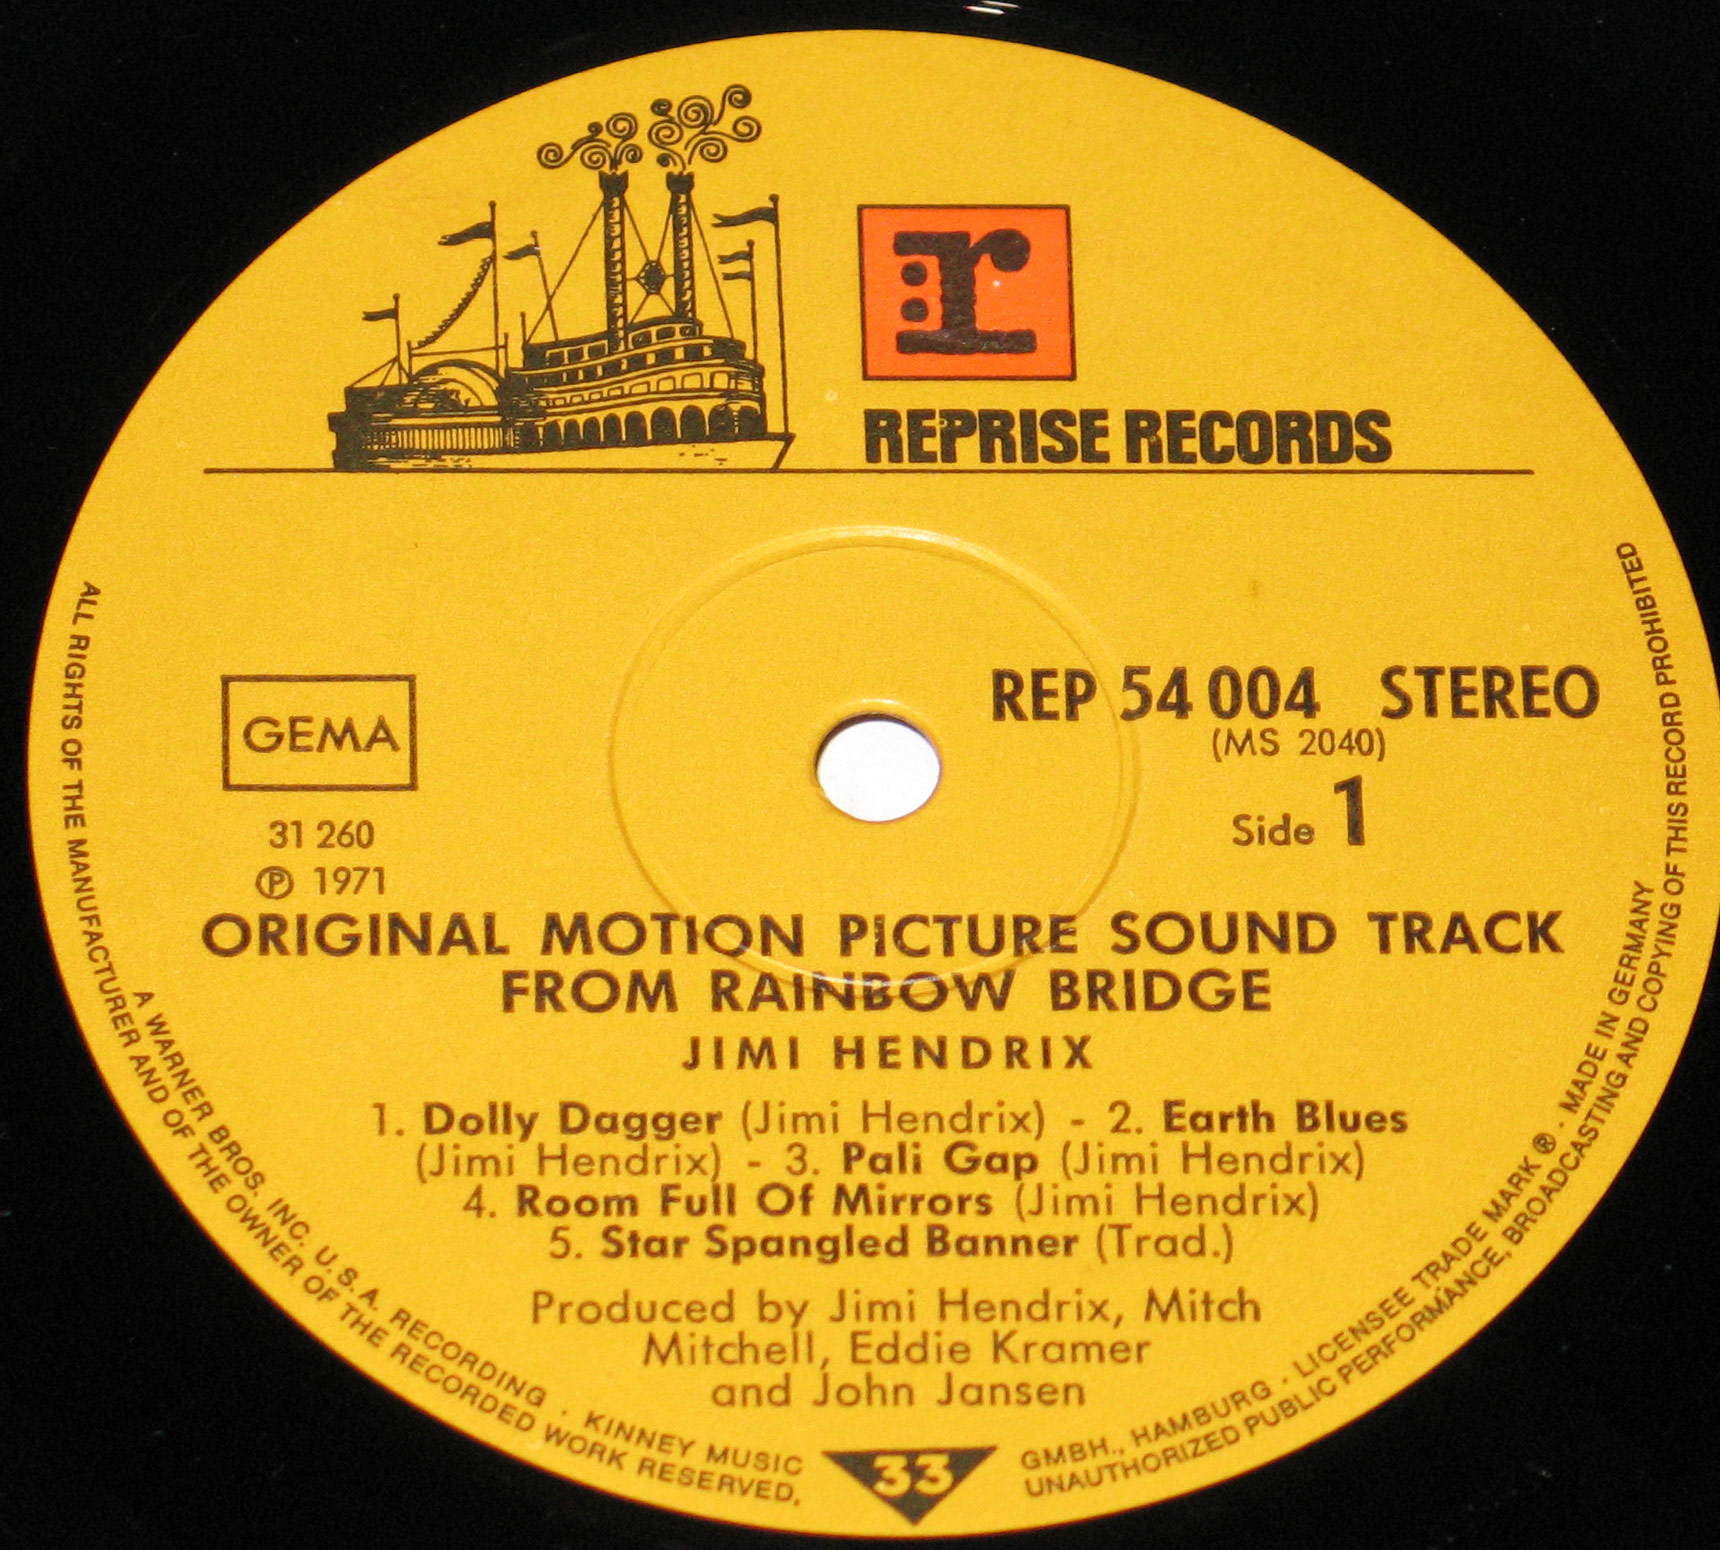 r:
REPRISE RECORDS
GEMA
31 260
℗ 1971
REP 54 004 STEREO
(MS 2040)
Side 1
ORIGINAL MOTION PICTURE SOUND TRACK
FROM RAINBOW BRIDGE
JIMI HENDRIX
1. Dolly Dagger (Jimi Hendrix) - 2. Earth Blues
(Jimi Hendrix) - 3. Pali Gap (Jimi Hendrix)
4. Room Full Of Mirrors (Jimi Hendrix)
5. Star Spangled Banner (Trad.)
Produced by Jimi Hendrix, Mitch
Mitchell, Eddie Kramer
and John Jansen
33
A WARNER BROS. INC. U.S.A. RECORDING · KINNEY MUSIC GMBH., HAMBURG · LICENSEE TRADE MARK ® · MADE IN GERMANY
ALL RIGHTS OF THE MANUFACTURER AND OF THE OWNER OF THE RECORDED WORK RESERVED, UNAUTHORIZED PUBLIC PERFORMANCE, BROADCASTING AND COPYING OF THIS RECORD PROHIBITED